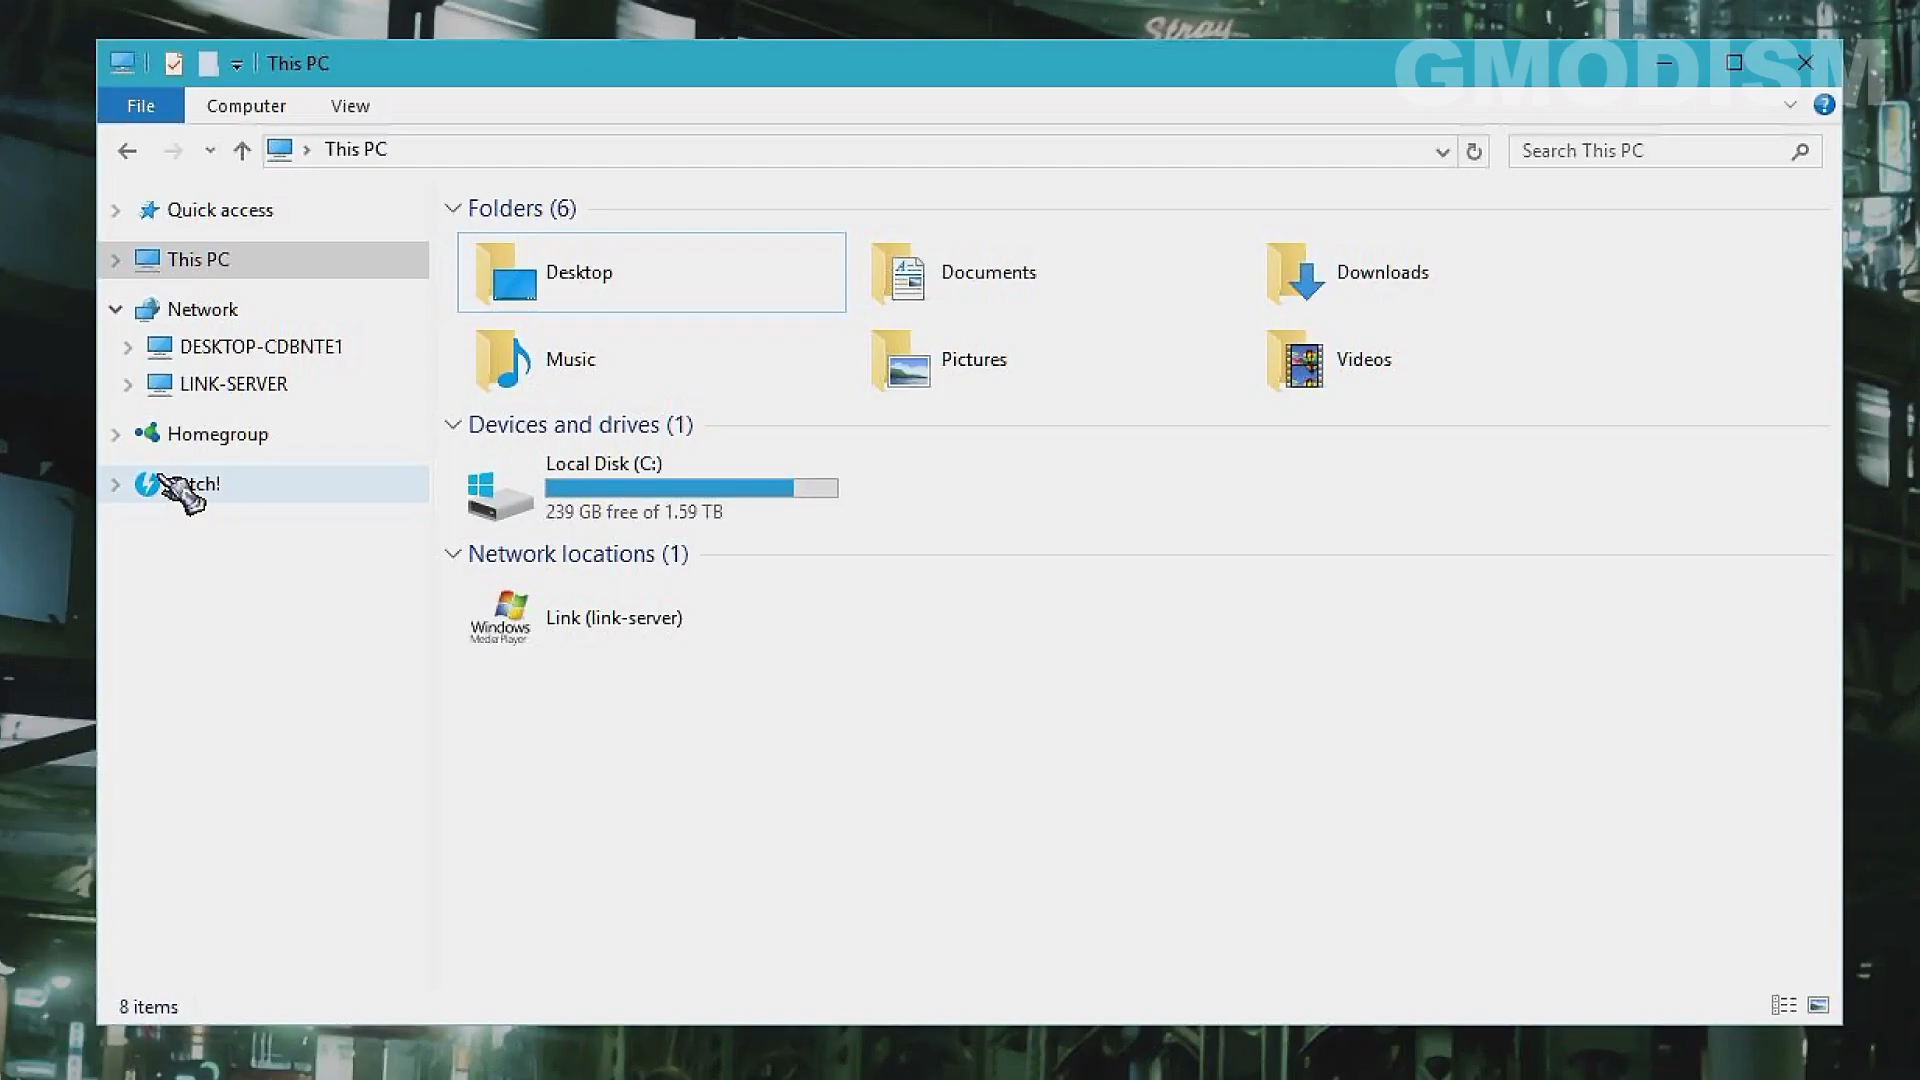 Stray
GMODISM
This PC
File Computer View
This PC
Search This PC
Quick access
This PC
Network
DESKTOP-CDBNTE1
LINK-SERVER
Homegroup
Folders (6)
Desktop Documents Downloads
Music Pictures Videos
Devices and drives (1)
Local Disk (C:)
239 GB free of 1.59 TB
Network locations (1)
Windows
Media Player
Link (link-server)
8 items